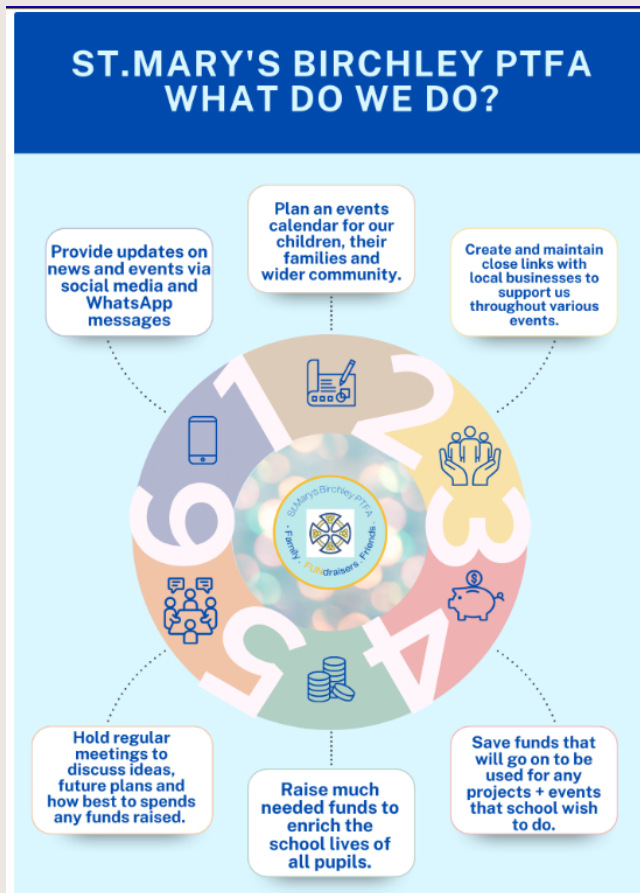 ST.MARY'S BIRCHLEY PTFA
WHAT DO WE DO?
Plan an events
calendar for our
children, their
families and
wider community.
Provide updates on
news and events via
social media and
WhatsApp
messages
Create and maintain
close links with
local businesses to
support us
throughout various
events.
1
2
3
4
5
6
$
St.Marys Birchley PTFA
· Family . FUNdraisers . Friends ·
Hold regular
meetings to
discuss ideas,
future plans and
how best to spends
any funds raised.
Raise much
needed funds to
enrich the
school lives of
all pupils.
Save funds that
will go on to be
used for any
projects + events
that school wish
to do.